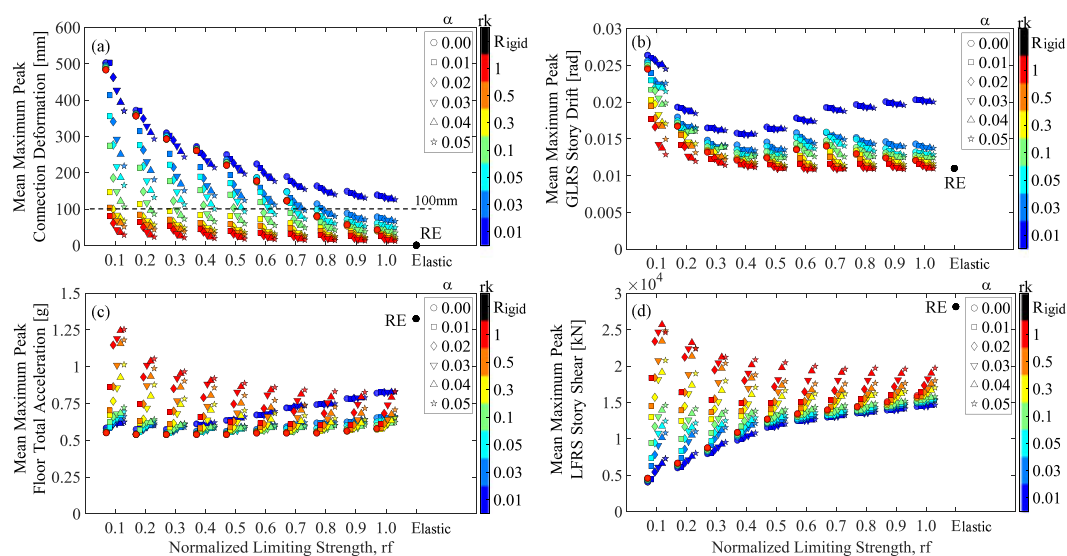 (a)
Mean Maximum Peak
Connection Deformation [mm]
600
500
400
300
200
100
0
100mm
RE
0.1 0.2 0.3 0.4 0.5 0.6 0.7 0.8 0.9 1.0 Elastic
α
0.00
0.01
0.02
0.03
0.04
0.05
rk
Rigid
1
0.5
0.3
0.1
0.05
0.03
0.01
(b)
Mean Maximum Peak
GLRS Story Drift [rad]
0.03
0.025
0.02
0.015
0.01
0.005
0
RE
0.1 0.2 0.3 0.4 0.5 0.6 0.7 0.8 0.9 1.0 Elastic
α
0.00
0.01
0.02
0.03
0.04
0.05
rk
Rigid
1
0.5
0.3
0.1
0.05
0.03
0.01
(c)
Mean Maximum Peak
Floor Total Acceleration [g]
1.5
1.25
1
0.75
0.5
0.25
0
RE
0.1 0.2 0.3 0.4 0.5 0.6 0.7 0.8 0.9 1.0 Elastic
Normalized Limiting Strength, rf
α
0.00
0.01
0.02
0.03
0.04
0.05
rk
Rigid
1
0.5
0.3
0.1
0.05
0.03
0.01
(d)
Mean Maximum Peak
LFRS Story Shear [kN]
×10⁴
3
2.5
2
1.5
1
0.5
0
RE
0.1 0.2 0.3 0.4 0.5 0.6 0.7 0.8 0.9 1.0 Elastic
Normalized Limiting Strength, rf
α
0.00
0.01
0.02
0.03
0.04
0.05
rk
Rigid
1
0.5
0.3
0.1
0.05
0.03
0.01